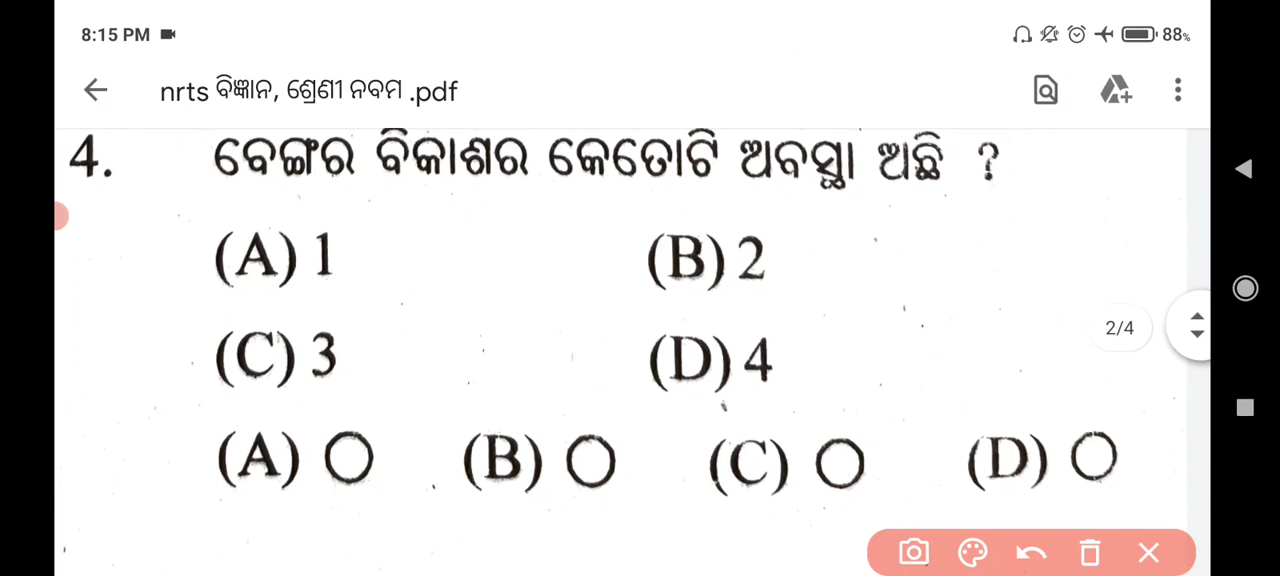 8:15 PM 88%
nrts ବିଜ୍ଞାନ, ଶ୍ରେଣୀ ନବମ .pdf
4. ବେଙ୍ଗର ବିକାଶର କେତୋଟି ଅବସ୍ଥା ଅଛି ?
(A) 1 (B) 2
2/4
(C) 3 (D) 4
(A) (B) (C) (D)